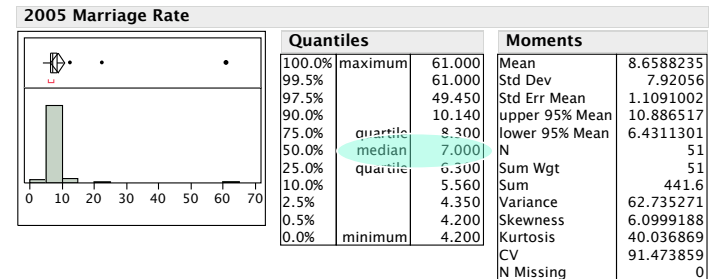 2005 Marriage Rate
0 10 20 30 40 50 60 70
Quantiles
100.0% maximum 61.000
99.5% 61.000
97.5% 49.450
90.0% 10.140
75.0% quartile 8.300
50.0% median 7.000
25.0% quartile 6.300
10.0% 5.560
2.5% 4.350
0.5% 4.200
0.0% minimum 4.200
Moments
Mean 8.6588235
Std Dev 7.92056
Std Err Mean 1.1091002
upper 95% Mean 10.886517
lower 95% Mean 6.4311301
N 51
Sum Wgt 51
Sum 441.6
Variance 62.735271
Skewness 6.0999188
Kurtosis 40.036869
CV 91.473859
N Missing 0